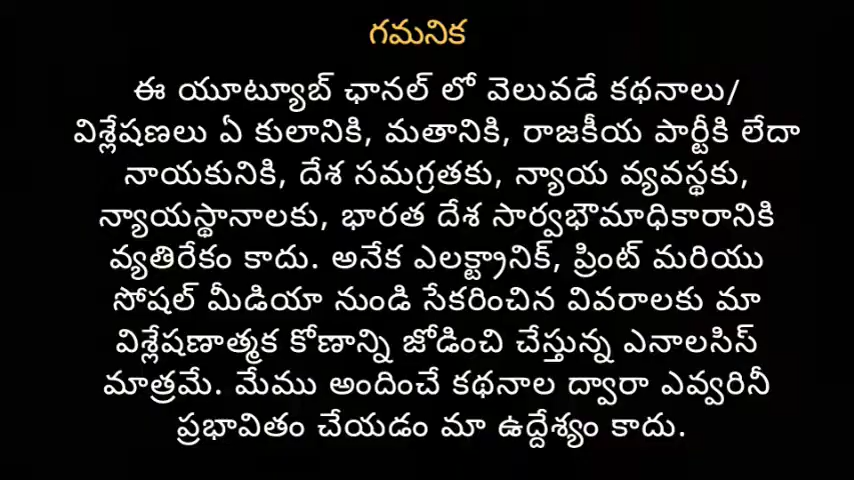 గమనిక
ఈ యూట్యూబ్ ఛానల్ లో వెలువడే కథనాలు/
విశ్లేషణలు ఏ కులానికి, మతానికి, రాజకీయ పార్టీకి లేదా
నాయకునికి, దేశ సమగ్రతకు, న్యాయ వ్యవస్థకు,
న్యాయస్థానాలకు, భారత దేశ సార్వభౌమాధికారానికి
వ్యతిరేకం కాదు. అనేక ఎలక్ట్రానిక్, ప్రింట్ మరియు
సోషల్ మీడియా నుండి సేకరించిన వివరాలకు మా
విశ్లేషణాత్మక కోణాన్ని జోడించి చేస్తున్న ఎనాలసిస్
మాత్రమే. మేము అందించే కథనాల ద్వారా ఎవ్వరినీ
ప్రభావితం చేయడం మా ఉద్దేశ్యం కాదు.